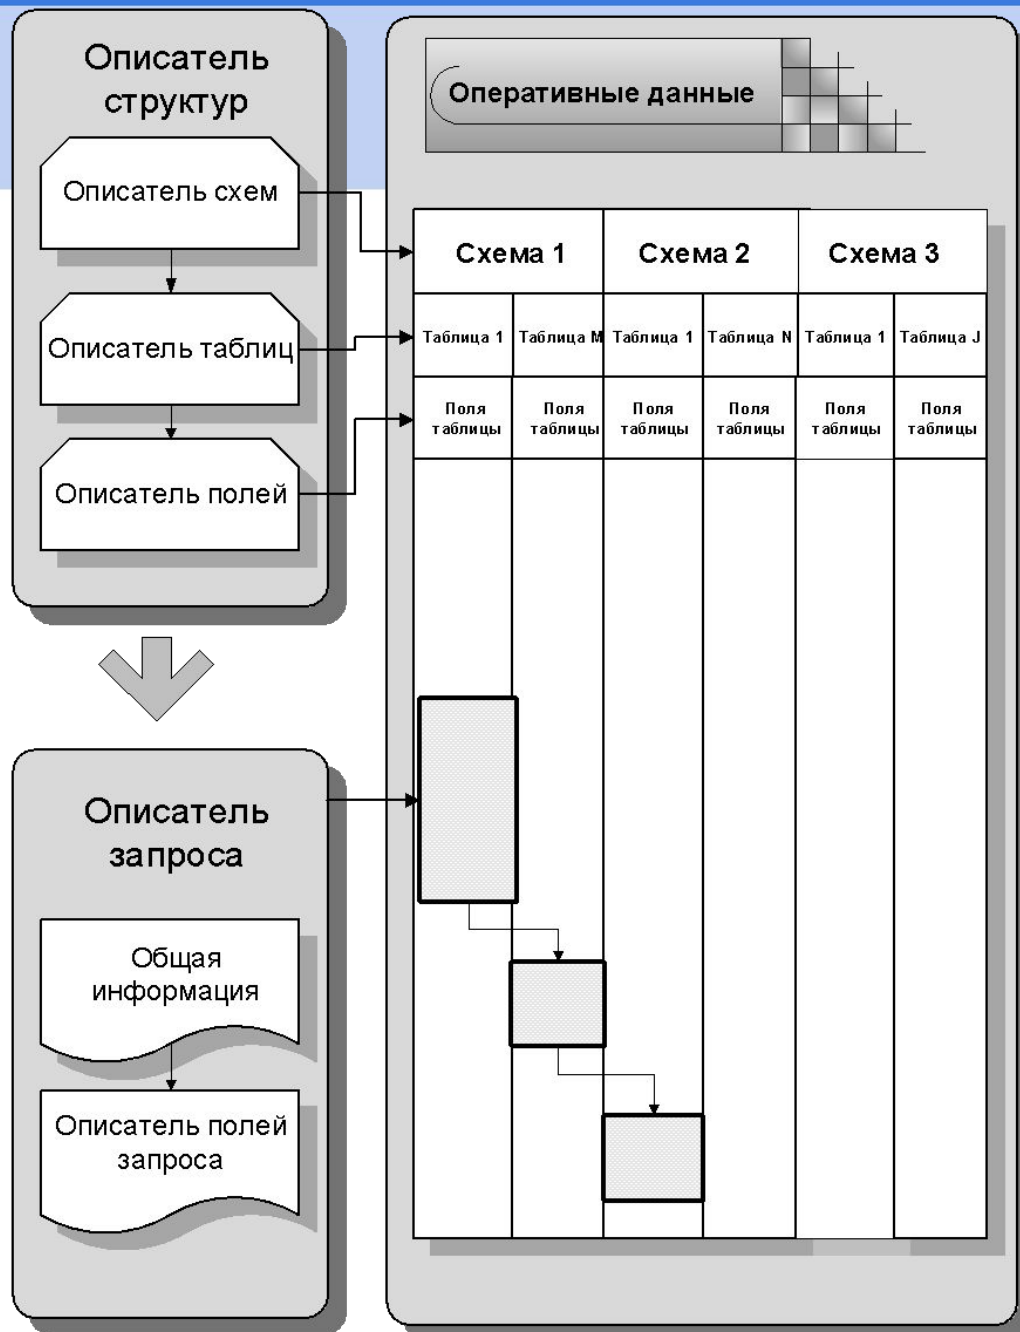 Описатель
структур
Описатель схем
Описатель таблиц
Описатель полей
Описатель
запроса
Общая
информация
Описатель полей
запроса
Оперативные данные
Схема 1
Схема 2
Схема 3
Таблица 1
Таблица M
Таблица 1
Таблица N
Таблица 1
Таблица J
Поля
таблицы
Поля
таблицы
Поля
таблицы
Поля
таблицы
Поля
таблицы
Поля
таблицы